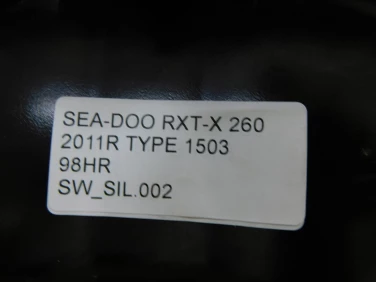 SEA-DOO RXT-X 260
2011R TYPE 1503
98HR
SW_SIL.002